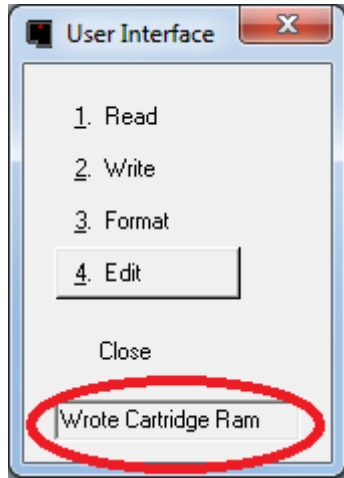 User Interface
1. Read
2. Write
3. Format
4. Edit
Close
Wrote Cartridge Ram